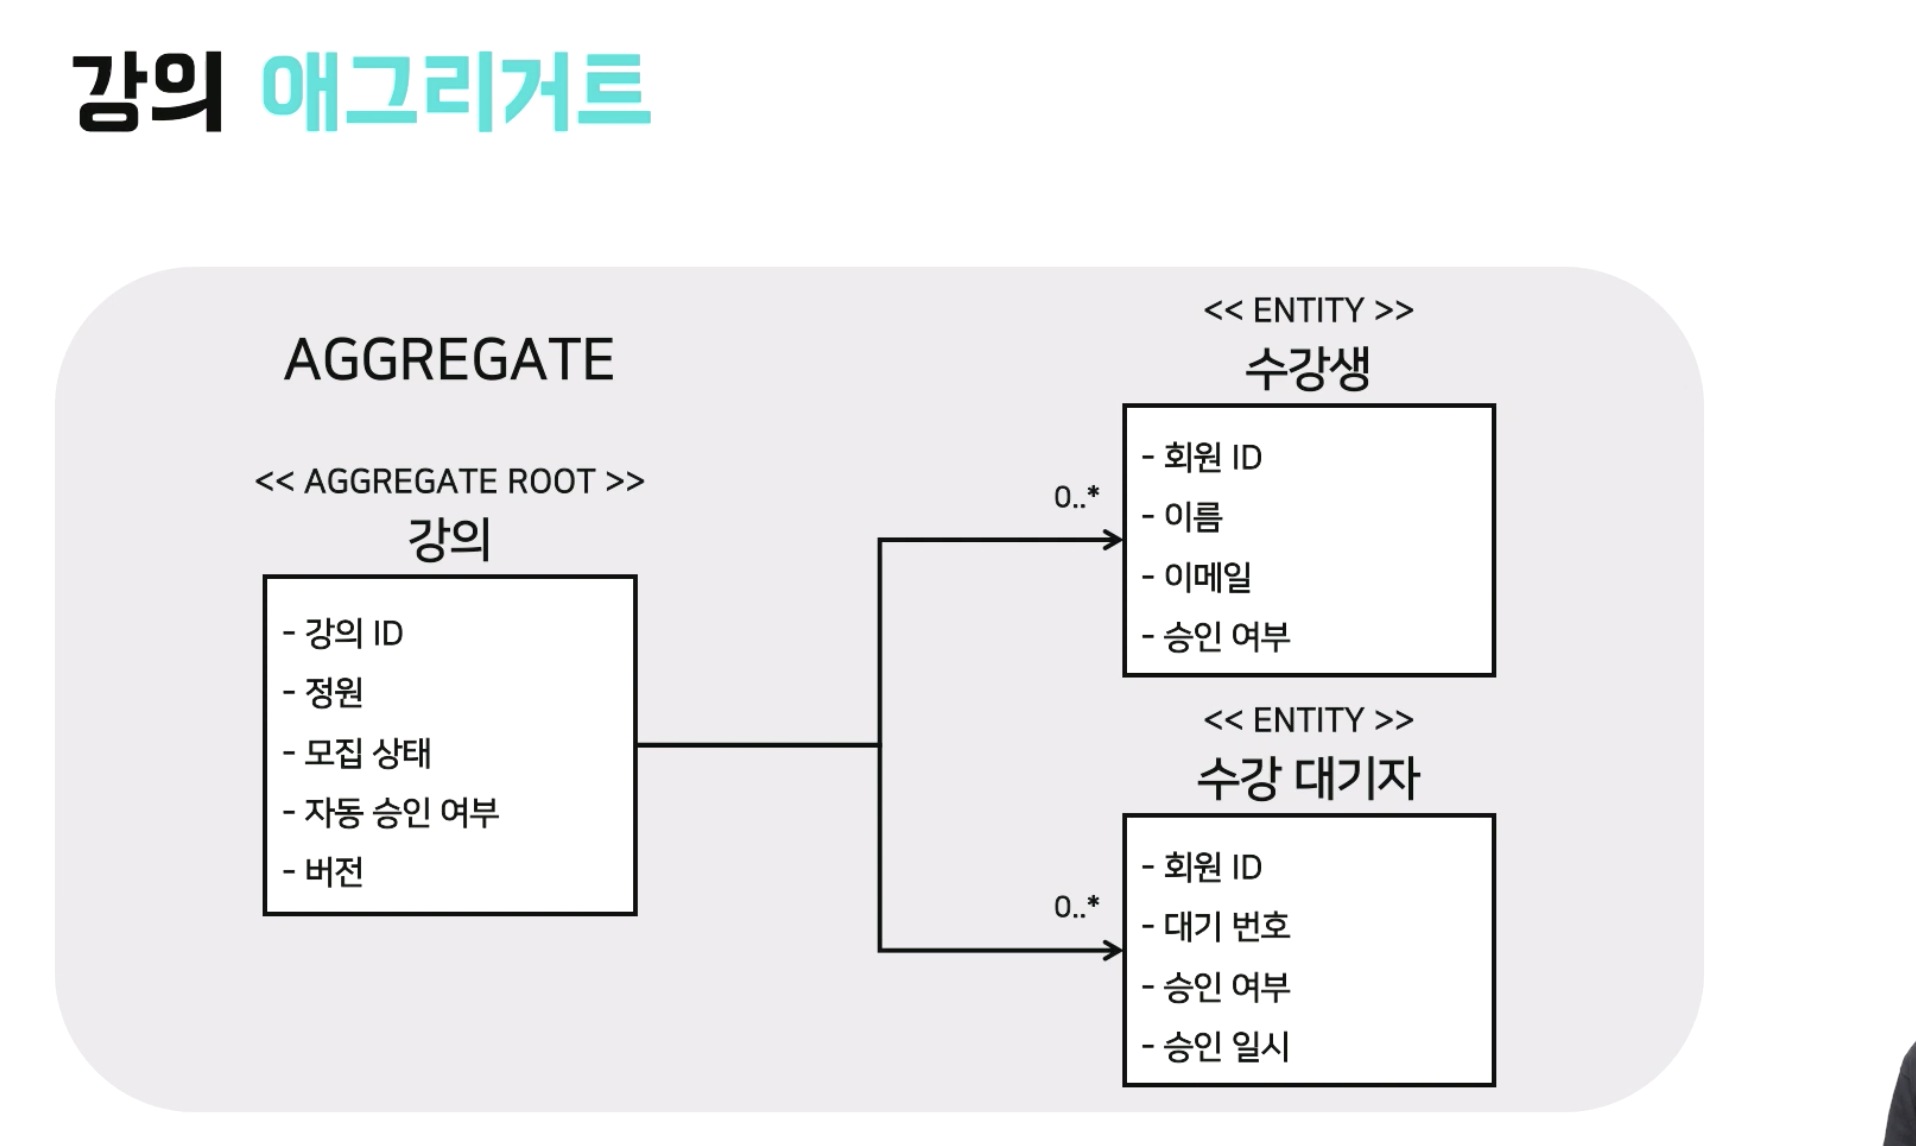 강의 애그리거트
AGGREGATE
<< AGGREGATE ROOT >>
강의
- 강의 ID
- 정원
- 모집 상태
- 자동 승인 여부
- 버전
0..*
<< ENTITY >>
수강생
- 회원 ID
- 이름
- 이메일
- 승인 여부
0..*
<< ENTITY >>
수강 대기자
- 회원 ID
- 대기 번호
- 승인 여부
- 승인 일시